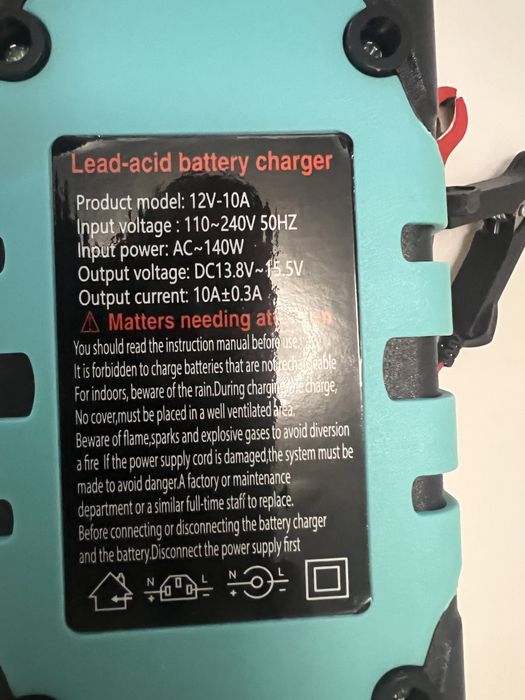 Lead-acid battery charger
Product model: 12V-10A
Input voltage : 110~240V 50HZ
Input power: AC~140W
Output voltage: DC13.8V~15.5V
Output current: 10A±0.3A
⚠ Matters needing
You should read the instruction manual before use.
It is forbidden to charge batteries that are not rechargeable
For indoors, beware of the rain.During charging, the charge,
No cover,must be placed in a well ventilated area.
Beware of flame,sparks and explosive gases to avoid diversion
a fire If the power supply cord is damaged,the system must be
made to avoid danger.A factory or maintenance
department or a similar full-time staff to replace.
Before connecting or disconnecting the battery charger
and the battery.Disconnect the power supply first
N L N L
+ - + -